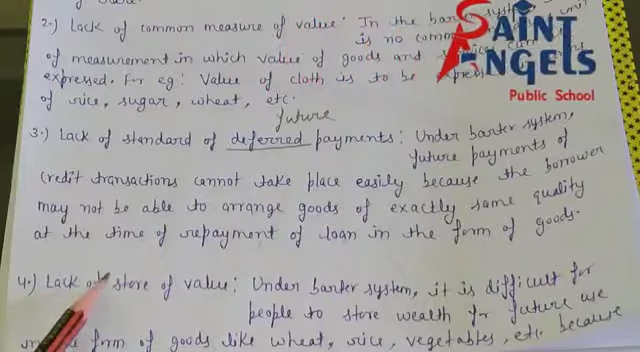 2.) Lack of common measure of value: In the barter system, unit
is no comm
of measurement in which value of goods and
expressed. For eg: Value of cloth is to be expres
of rice, sugar, wheat, etc.
future
3.) Lack of standard of deferred payments: Under barter system,
future payments of
credit transactions cannot take place easily because the borrower
may not be able to arrange goods of exactly same quality
at the time of repayment of loan in the form of goods.
4.) Lack of store of value: Under barter system, it is difficult for
people to store wealth for future use
form of goods like wheat, rice, vegetables, etc. because
SAINT
ANGELS
Public School